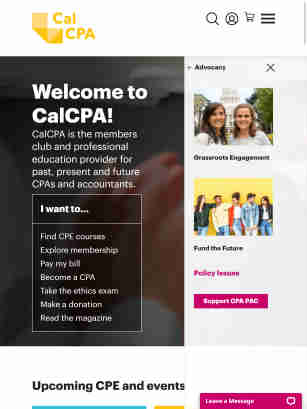 Cal
CPA
Welcome to
CalCPA!
CalCPA is the members
club and professional
education provider for
past, present and future
CPAs and accountants.
I want to...
Find CPE courses
Explore membership
Pay my bill
Become a CPA
Take the ethics exam
Make a donation
Read the magazine
Upcoming CPE and events
← Advocacy
Grassroots Engagement
Fund the Future
Policy Issues
Support CPA PAC
Leave a Message